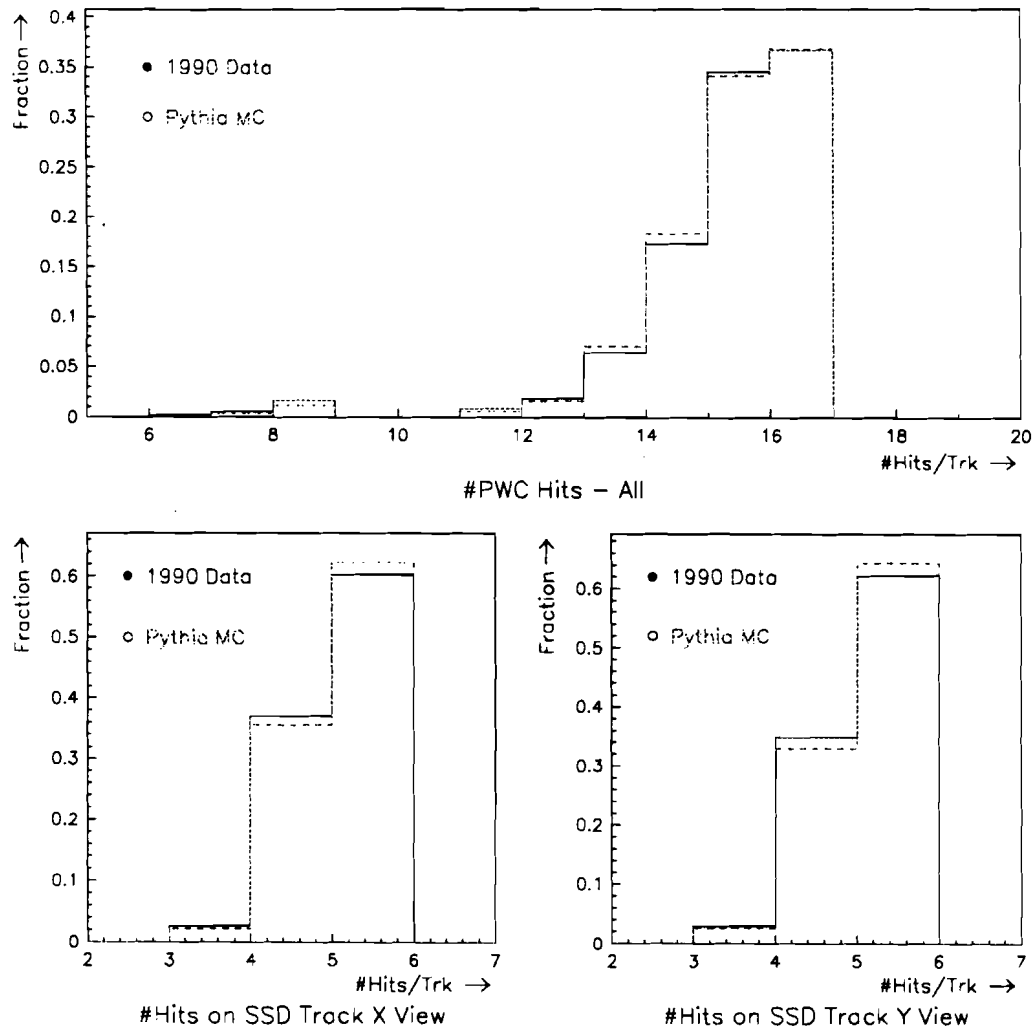 Fraction →
0.4
0.35
0.3
0.25
0.2
0.15
0.1
0.05
0
● 1990 Data
○ Pythia MC
6 8 10 12 14 16 18 20
#Hits/Trk →
#PWC Hits – All
Fraction →
0.6
0.5
0.4
0.3
0.2
0.1
0
● 1990 Data
○ Pythia MC
2 3 4 5 6 7
#Hits/Trk →
#Hits on SSD Track X View
Fraction →
0.6
0.5
0.4
0.3
0.2
0.1
0
● 1990 Data
○ Pythia MC
2 3 4 5 6 7
#Hits/Trk →
#Hits on SSD Track Y View